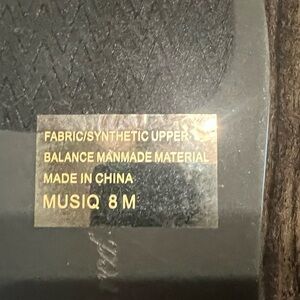 FABRIC/SYNTHETIC UPPER
BALANCE MANMADE MATERIAL
MADE IN CHINA
MUSIQ 8 M